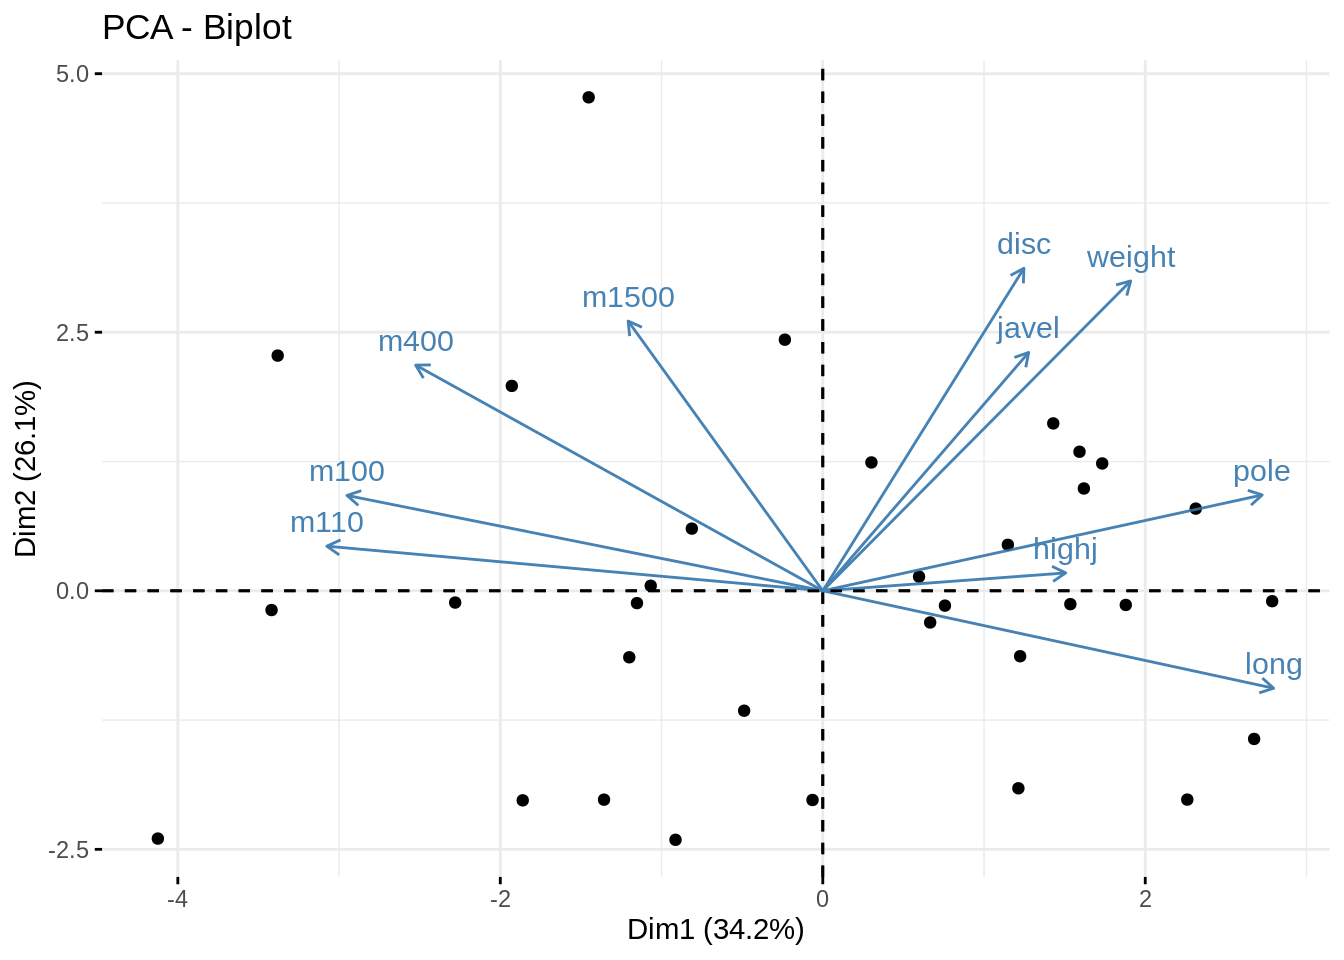 PCA - Biplot
5.0
disc
weight
m1500
javel
m400
2.5
m100
pole
m110
highj
0.0
long
-2.5
-4
-2
0
2
Dim1 (34.2%)
Dim2 (26.1%)